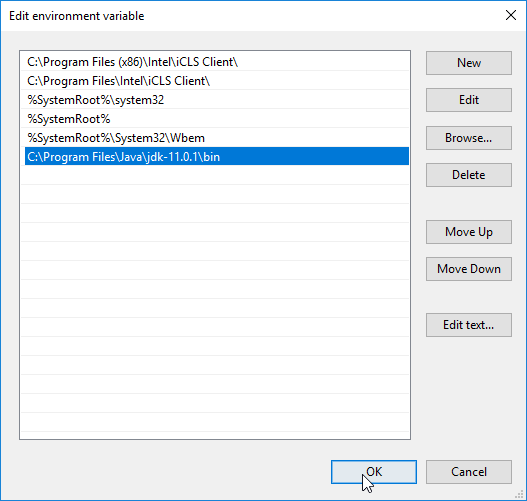 Edit environment variable
C:\Program Files (x86)\Intel\iCLS Client\
C:\Program Files\Intel\iCLS Client\
%SystemRoot%\system32
%SystemRoot%
%SystemRoot%\System32\Wbem
C:\Program Files\Java\jdk-11.0.1\bin
New
Edit
Browse...
Delete
Move Up
Move Down
Edit text...
OK
Cancel